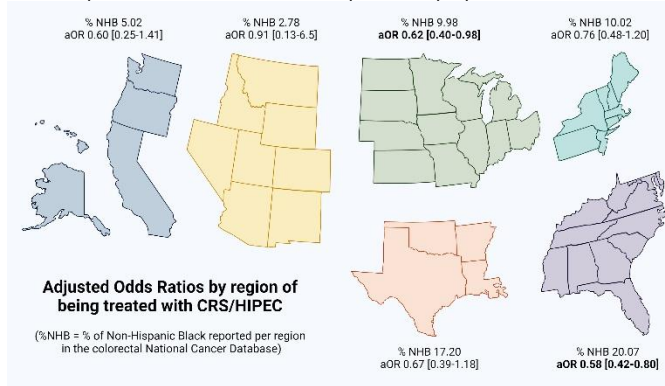 % NHB 5.02
aOR 0.60 [0.25-1.41]
% NHB 2.78
aOR 0.91 [0.13-6.5]
% NHB 9.98
aOR 0.62 [0.40-0.98]
% NHB 10.02
aOR 0.76 [0.48-1.20]
Adjusted Odds Ratios by region of
being treated with CRS/HIPEC
(%NHB = % of Non-Hispanic Black reported per region
in the colorectal National Cancer Database)
% NHB 17.20
aOR 0.67 [0.39-1.18]
% NHB 20.07
aOR 0.58 [0.42-0.80]